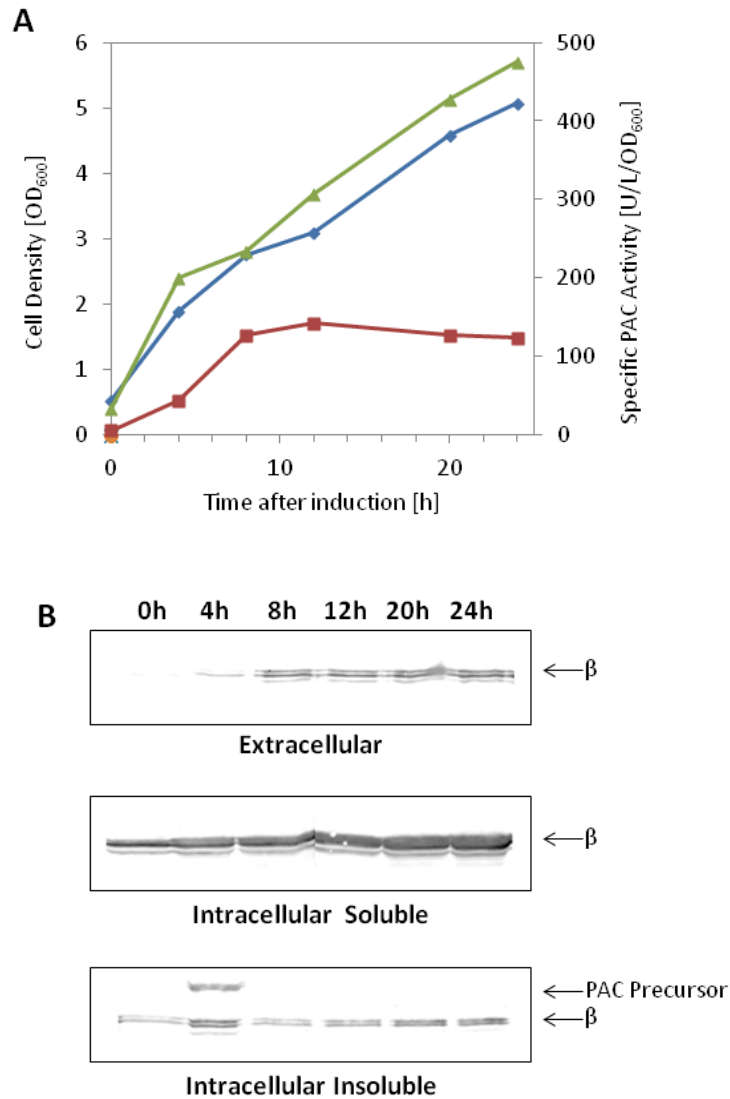 A
6
5
4
3
2
1
0
500
400
300
200
100
0
0 10 20
Cell Density [OD600]
Specific PAC Activity [U/L/OD600]
Time after induction [h]
B
0h 4h 8h 12h 20h 24h
β
Extracellular
β
Intracellular Soluble
PAC Precursor
β
Intracellular Insoluble